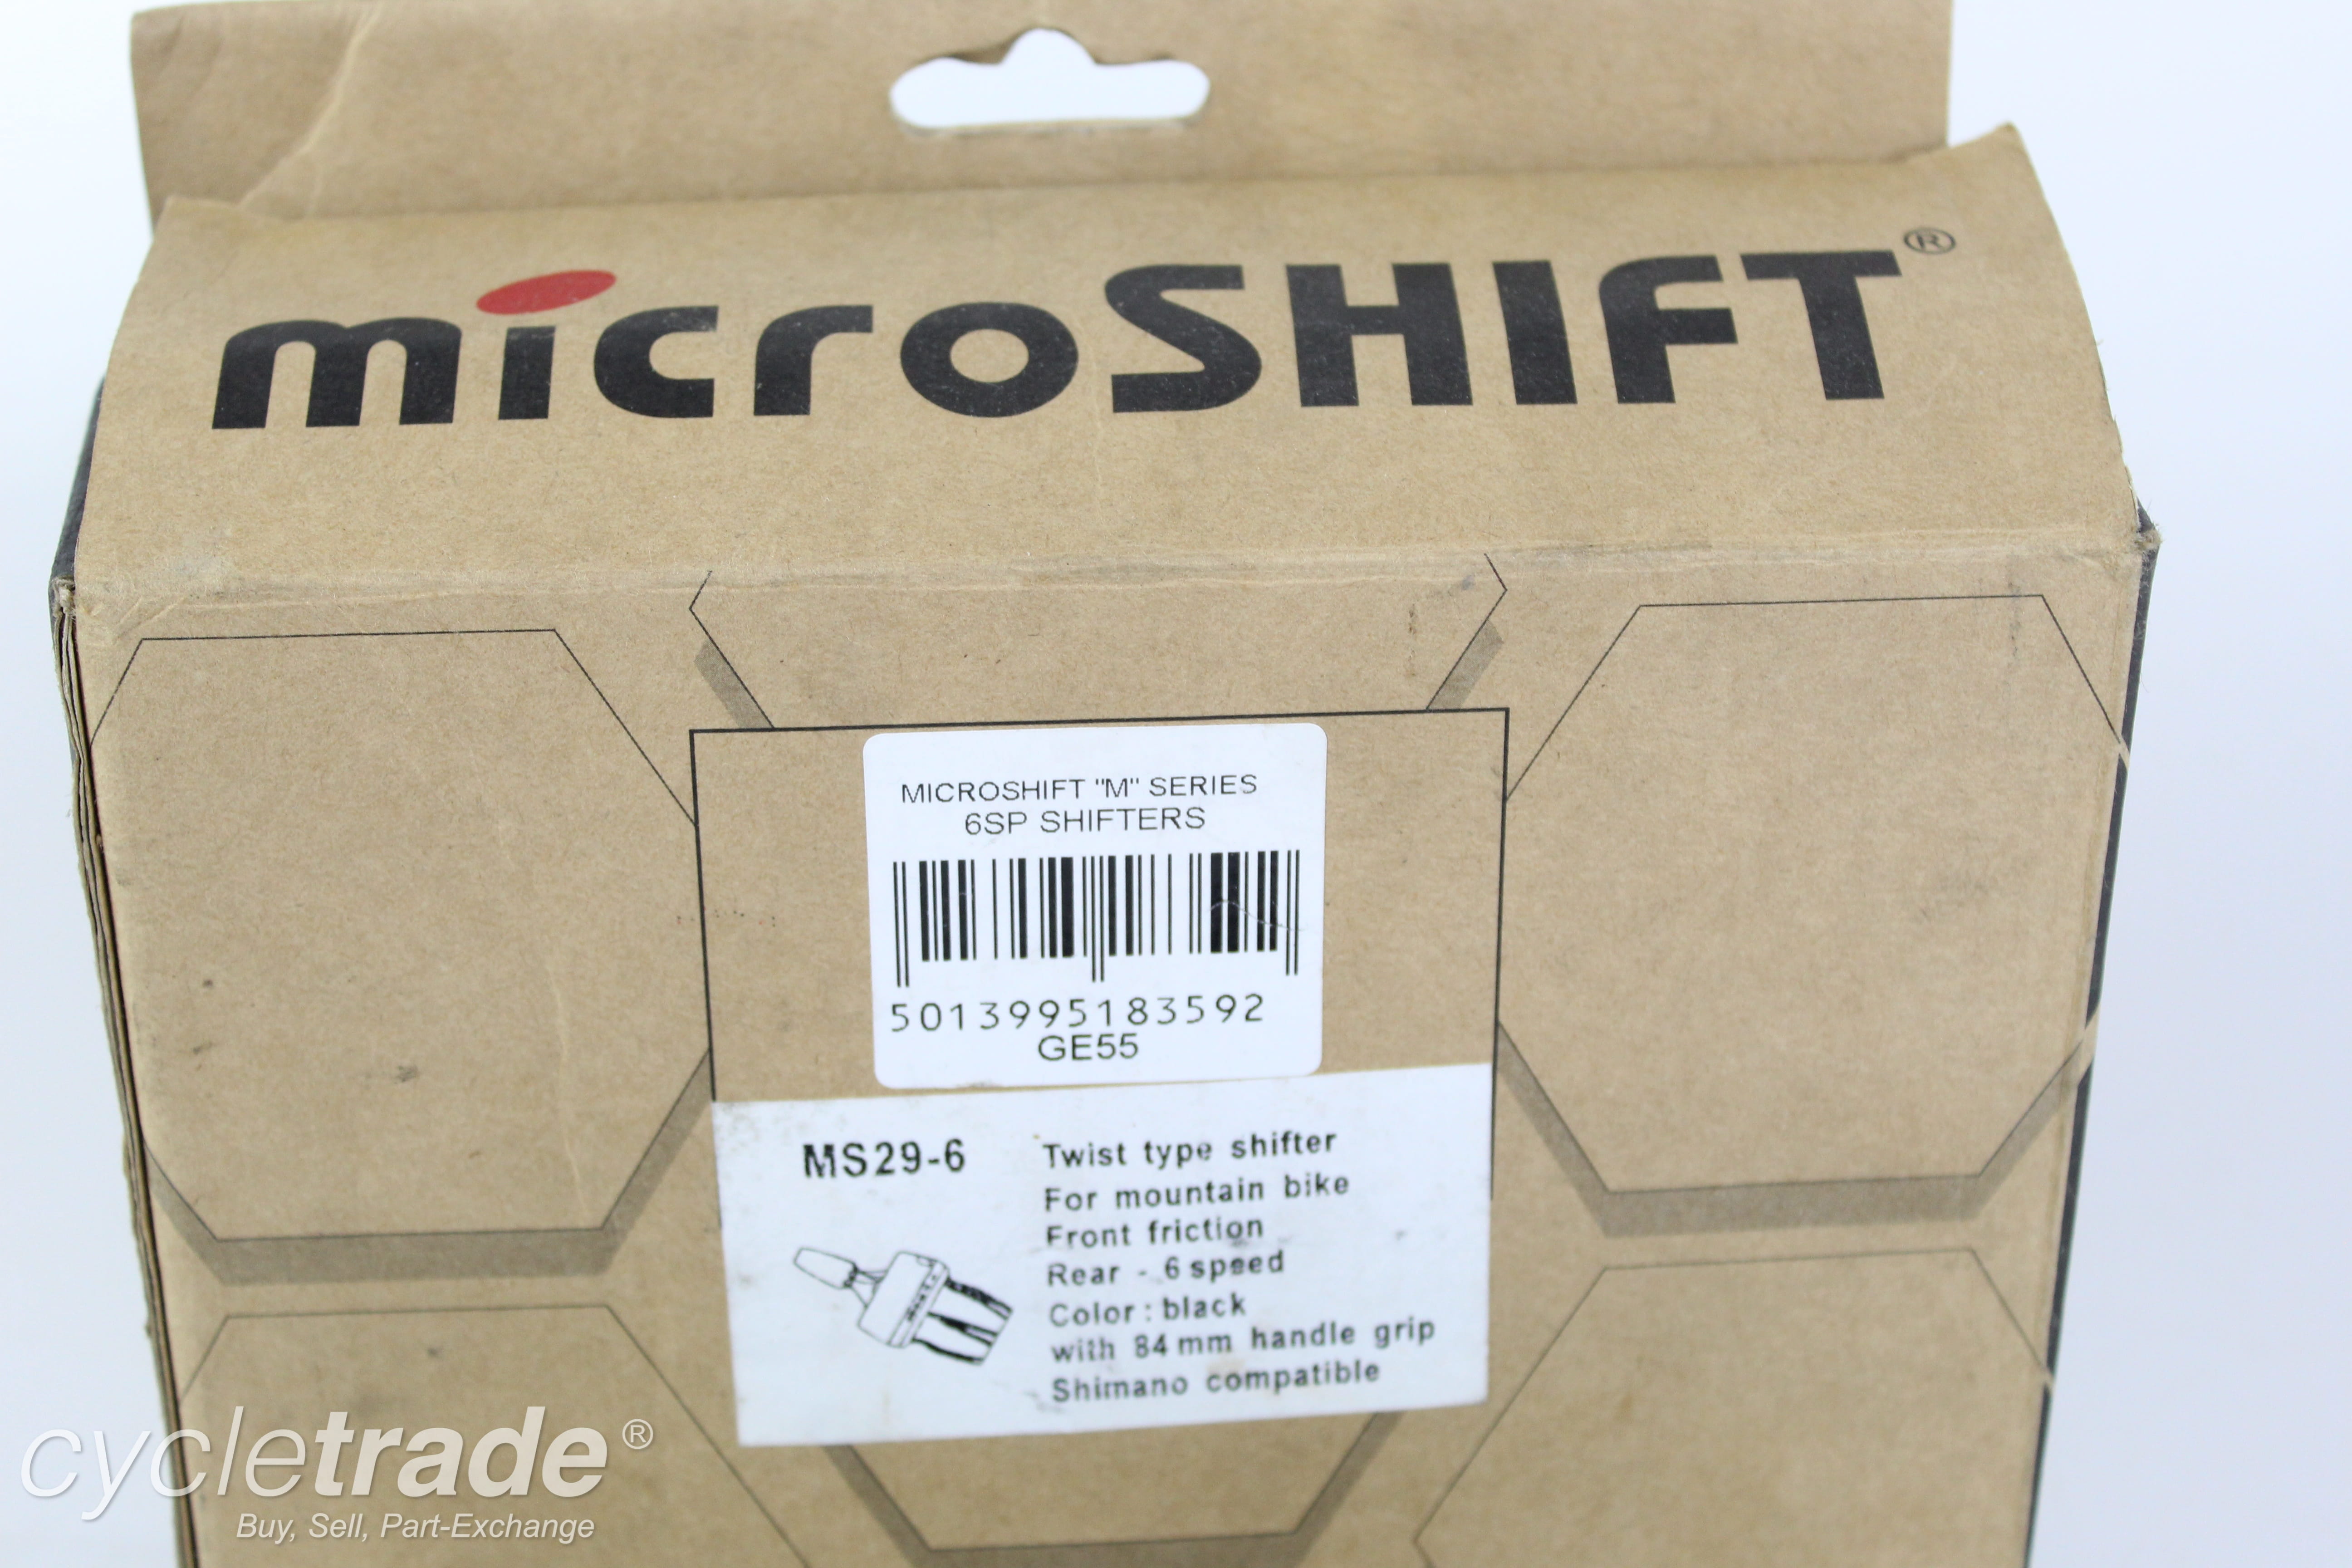 microSHIFT®
MICROSHIFT "M" SERIES
6SP SHIFTERS
5013995183592
GE55
MS29-6
Twist type shifter
For mountain bike
Front friction
Rear - 6 speed
Color : black
with 84 mm handle grip
Shimano compatible
cycletrade®
Buy, Sell, Part-Exchange